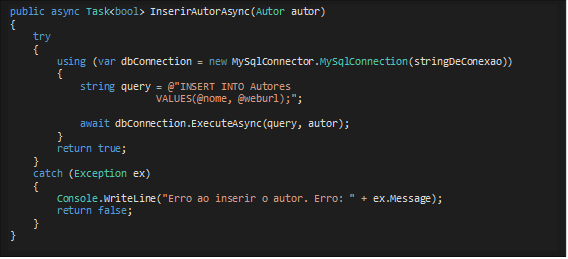 public async Task<bool> InserirAutorAsync(Autor autor)
{
    try
    {
        using (var dbConnection = new MySqlConnector.MySqlConnection(stringDeConexao))
        {
            string query = @"INSERT INTO Autores
                        VALUES(@nome, @weburl);";

            await dbConnection.ExecuteAsync(query, autor);
        }
        return true;
    }
    catch (Exception ex)
    {
        Console.WriteLine("Erro ao inserir o autor. Erro: " + ex.Message);
        return false;
    }
}